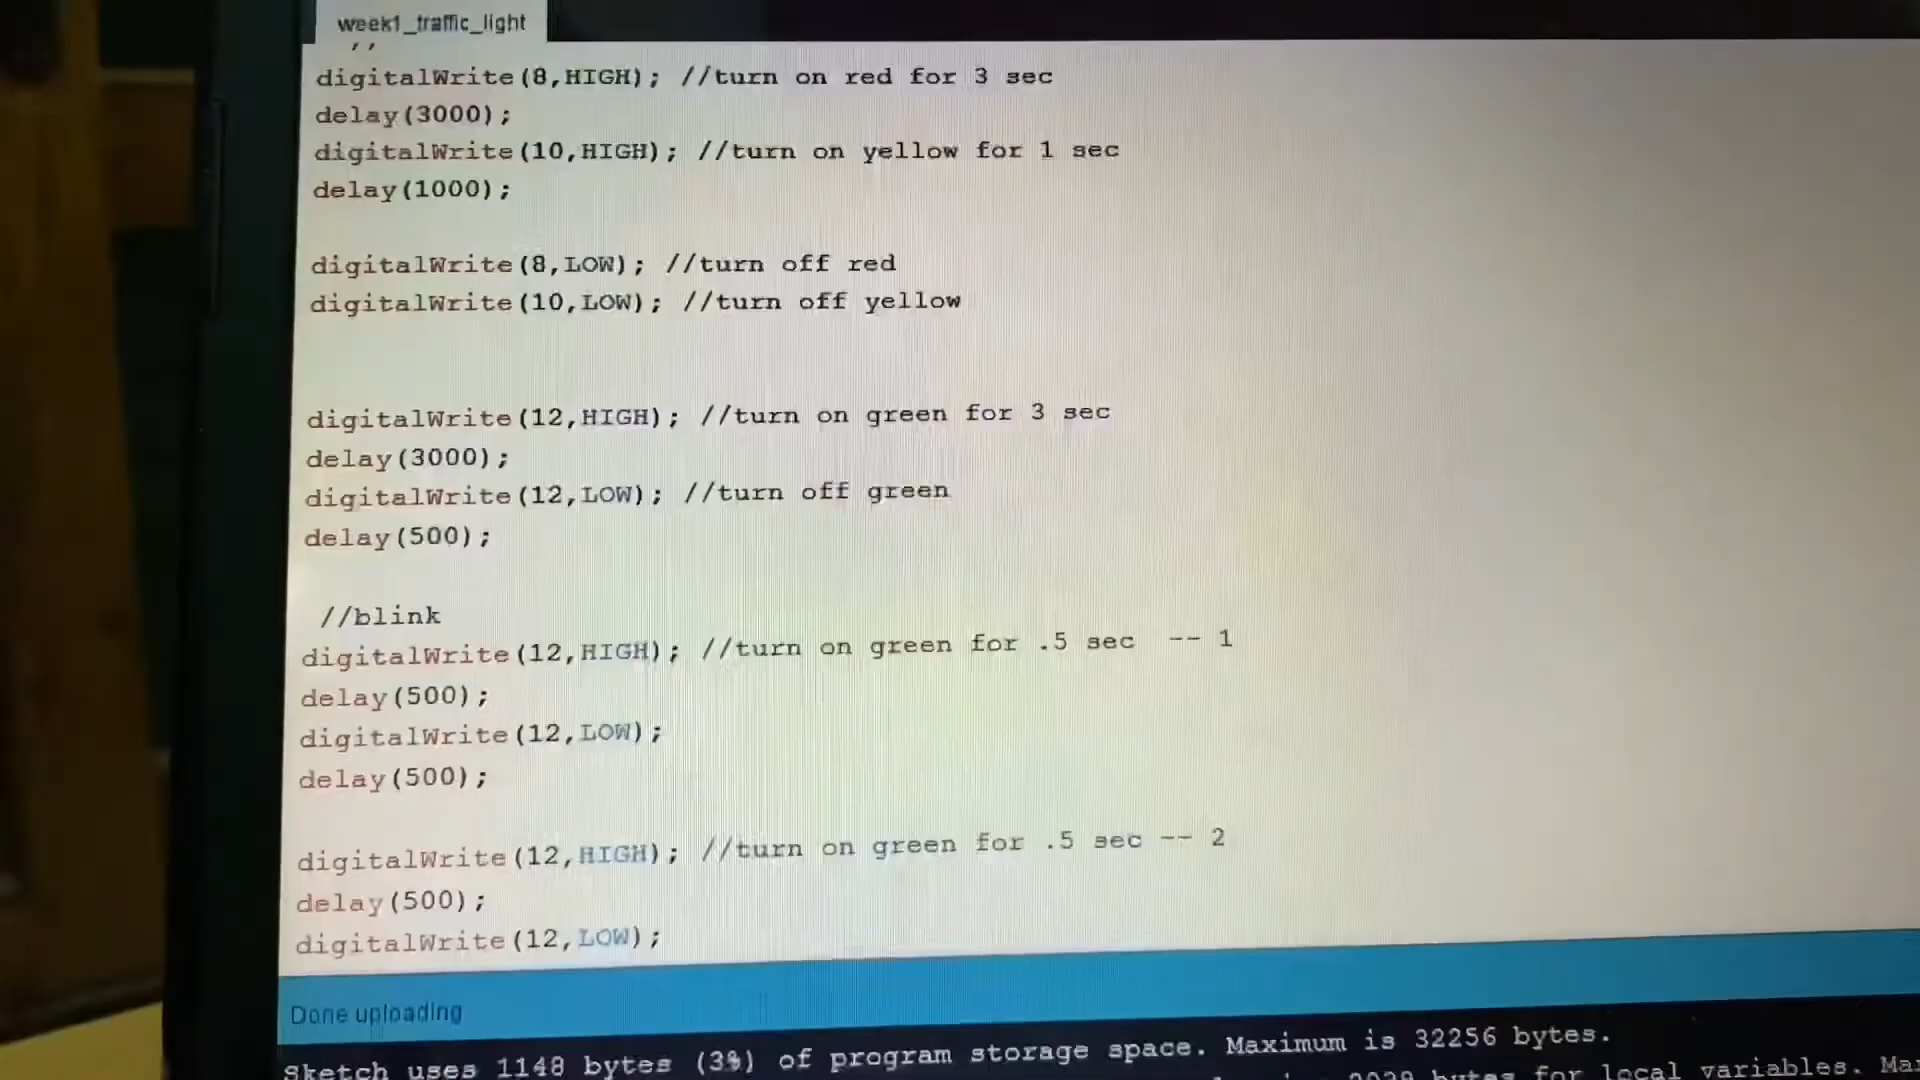 week1_traffic_light
//
digitalWrite(8,HIGH); //turn on red for 3 sec
delay(3000);
digitalWrite(10,HIGH); //turn on yellow for 1 sec
delay(1000);
digitalWrite(8,LOW); //turn off red
digitalWrite(10,LOW); //turn off yellow
digitalWrite(12,HIGH); //turn on green for 3 sec
delay(3000);
digitalWrite(12,LOW); //turn off green
delay(500);
//blink
digitalWrite(12,HIGH); //turn on green for .5 sec -- 1
delay(500);
digitalWrite(12,LOW);
delay(500);
digitalWrite(12,HIGH); //turn on green for .5 sec -- 2
delay(500);
digitalWrite(12,LOW);
Done uploading
Sketch uses 1148 bytes (3%) of program storage space. Maximum is 32256 bytes.
bytes for local variables.